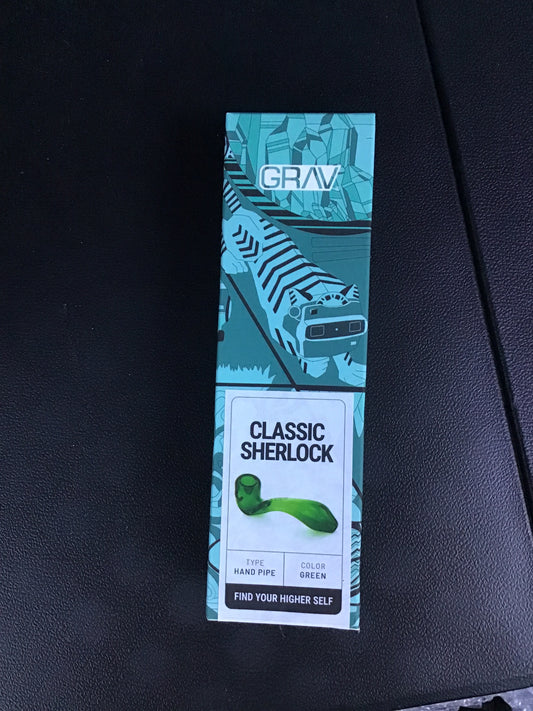 GRAV
CLASSIC
SHERLOCK
TYPE
HAND PIPE
COLOR
GREEN
FIND YOUR HIGHER SELF